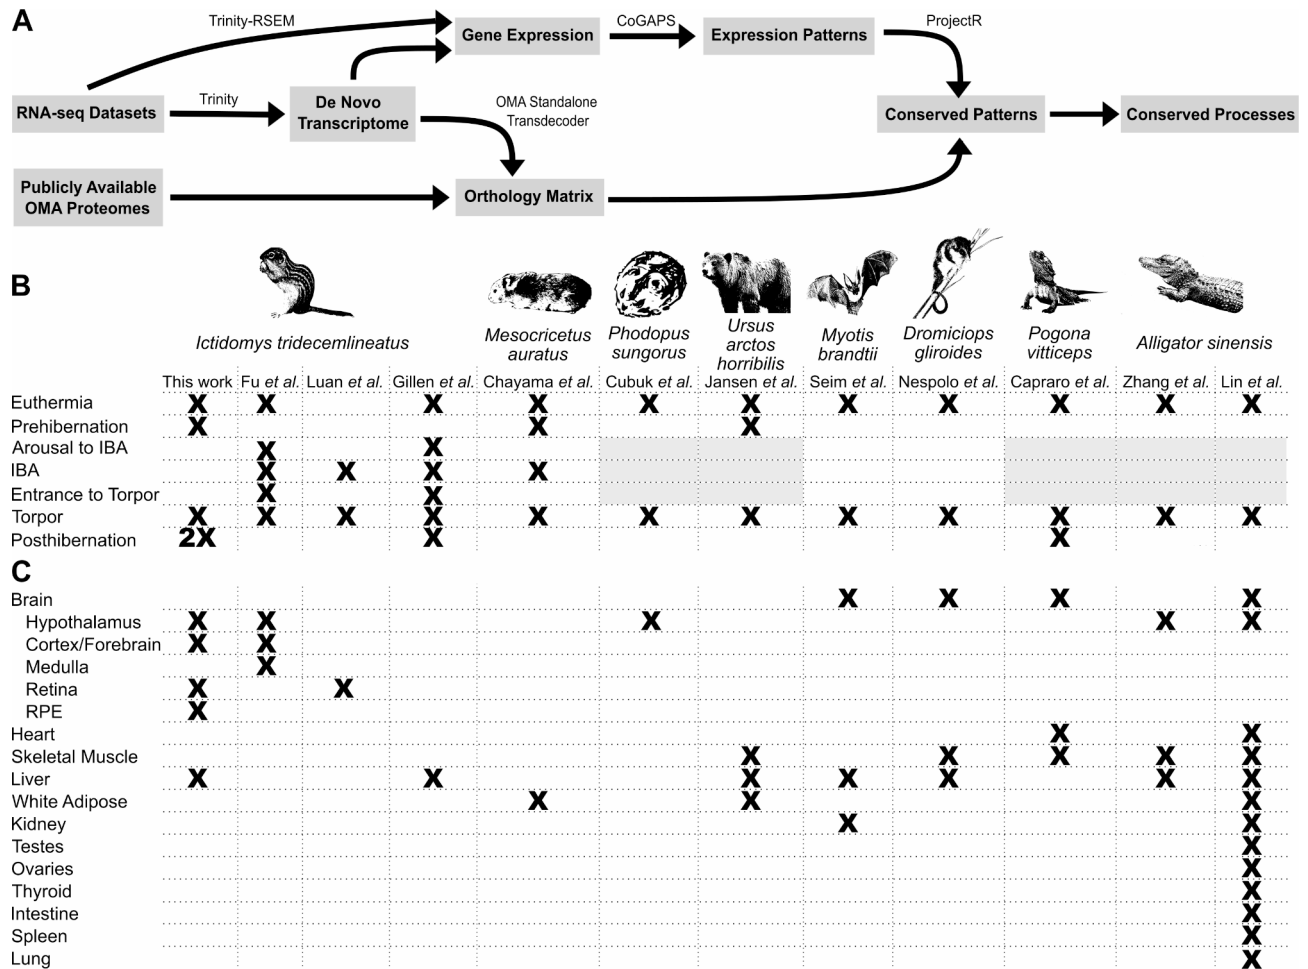 A
Trinity-RSEM
CoGAPS
ProjectR
Gene Expression
Expression Patterns
Trinity
De Novo
Transcriptome
OMA Standalone
Transdecoder
RNA-seq Datasets
Conserved Patterns
Conserved Processes
Publicly Available
OMA Proteomes
Orthology Matrix
B
Ictidomys tridecemlineatus
Mesocricetus
auratus
Phodopus
sungorus
Ursus
arctos
horribilis
Myotis
brandtii
Dromiciops
gliroides
Pogona
vitticeps
Alligator sinensis
This work Fu et al. Luan et al. Gillen et al. Chayama et al. Cubuk et al. Jansen et al. Seim et al. Nespolo et al. Capraro et al. Zhang et al. Lin et al.
Euthermia X X X X X X X X X X X
Prehibernation X X X
Arousal to IBA X X
IBA X X X X
Entrance to Torpor X X
Torpor X X X X X X X X X X X X
Posthibernation 2X X X
C
Brain X X X X
Hypothalamus X X X X X
Cortex/Forebrain X X
Medulla X
Retina X X
RPE X
Heart X X
Skeletal Muscle X X X X X
Liver X X X X X X X
White Adipose X X X
Kidney X X
Testes X
Ovaries X
Thyroid X
Intestine X
Spleen X
Lung X